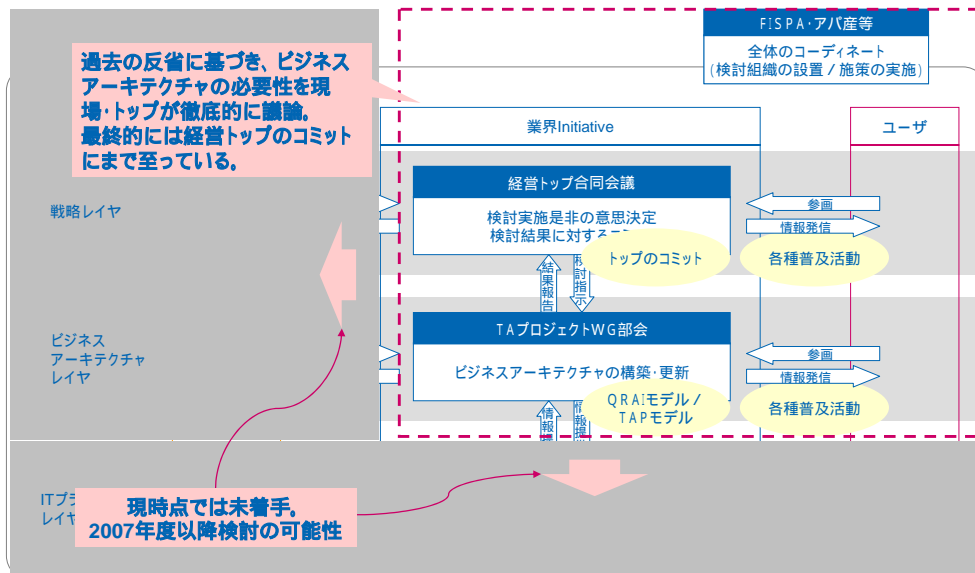 FISPA・アパ産等
全体のコーディネート
(検討組織の設置 / 施策の実施)
過去の反省に基づき、ビジネス
アーキテクチャの必要性を現
場・トップが徹底的に議論。
最終的には経営トップのコミット
にまで至っている。
業界Initiative
ユーザ
戦略レイヤ
経営トップ合同会議
検討実施是非の意思決定
検討結果に対する
トップのコミット
参画
情報発信
各種普及活動
結果報告
検討指示
ビジネス
アーキテクチャ
レイヤ
TAプロジェクトWG部会
ビジネスアーキテクチャの構築・更新
QRAIモデル /
TAPモデル
参画
情報発信
各種普及活動
情報提
情報提
ITプラ
レイヤ
現時点では未着手。
2007年度以降検討の可能性